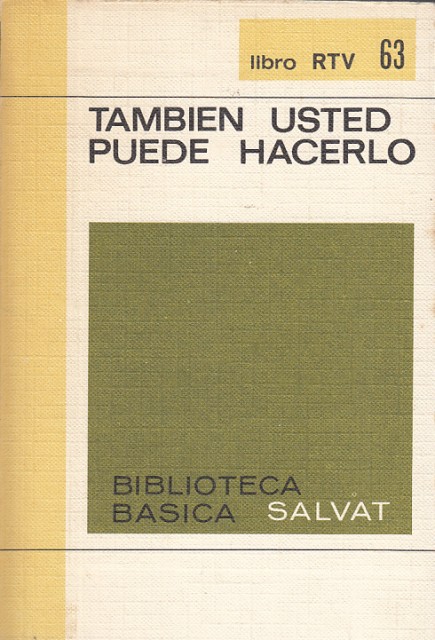 libro RTV 63
TAMBIEN USTED
PUEDE HACERLO
BIBLIOTECA
BASICA SALVAT